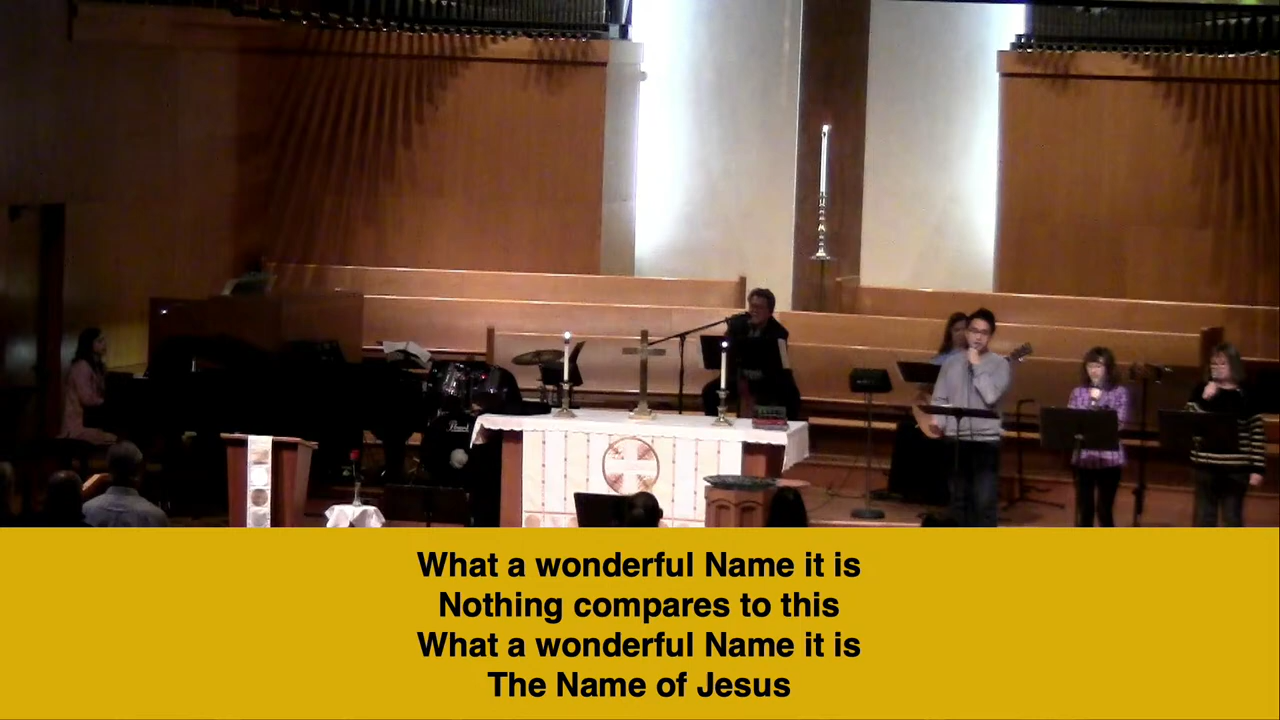 What a wonderful Name it is
Nothing compares to this
What a wonderful Name it is
The Name of Jesus